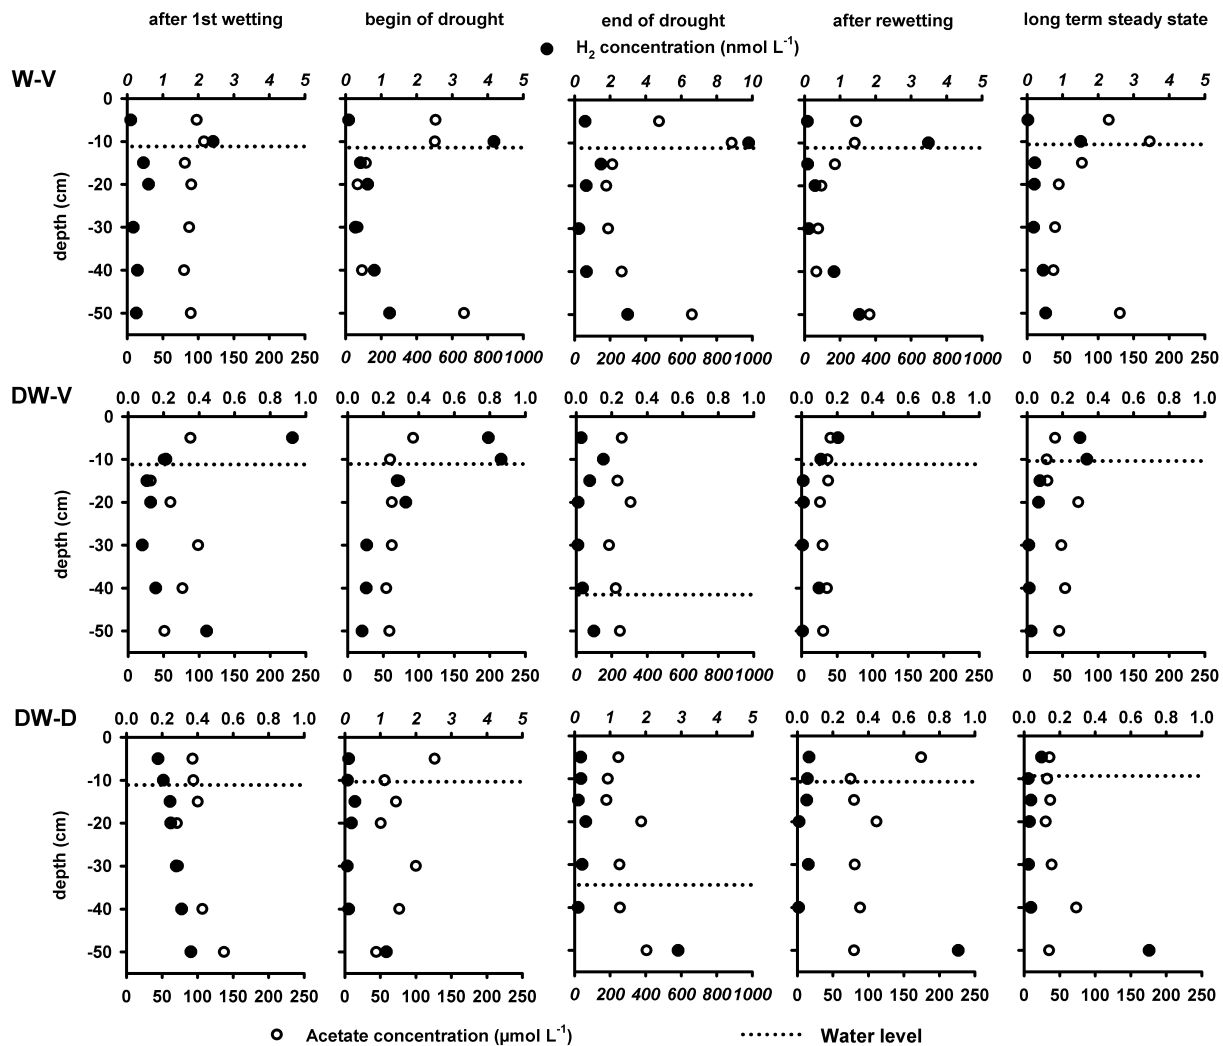 after 1st wetting begin of drought end of drought after rewetting long term steady state
H2 concentration (nmol L-1)
W-V
0 1 2 3 4 5 0 1 2 3 4 5 0 2 4 6 8 10 0 1 2 3 4 5 0 1 2 3 4 5
0
-10
-20
-30
-40
-50
depth (cm)
0 50 100 150 200 250 0 200 400 600 800 1000 0 200 400 600 800 1000 0 200 400 600 800 1000 0 50 100 150 200 250
DW-V
0.0 0.2 0.4 0.6 0.8 1.0 0.0 0.2 0.4 0.6 0.8 1.0 0.0 0.2 0.4 0.6 0.8 1.0 0.0 0.2 0.4 0.6 0.8 1.0 0.0 0.2 0.4 0.6 0.8 1.0
0
-10
-20
-30
-40
-50
depth (cm)
0 50 100 150 200 250 0 50 100 150 200 250 0 200 400 600 800 1000 0 50 100 150 200 250 0 50 100 150 200 250
DW-D
0.0 0.2 0.4 0.6 0.8 1.0 0 1 2 3 4 5 0 1 2 3 4 5 0.0 0.2 0.4 0.6 0.8 1.0 0.0 0.2 0.4 0.6 0.8 1.0
0
-10
-20
-30
-40
-50
depth (cm)
0 50 100 150 200 250 0 50 100 150 200 250 0 200 400 600 800 1000 0 50 100 150 200 250 0 50 100 150 200 250
Acetate concentration (µmol L-1) Water level